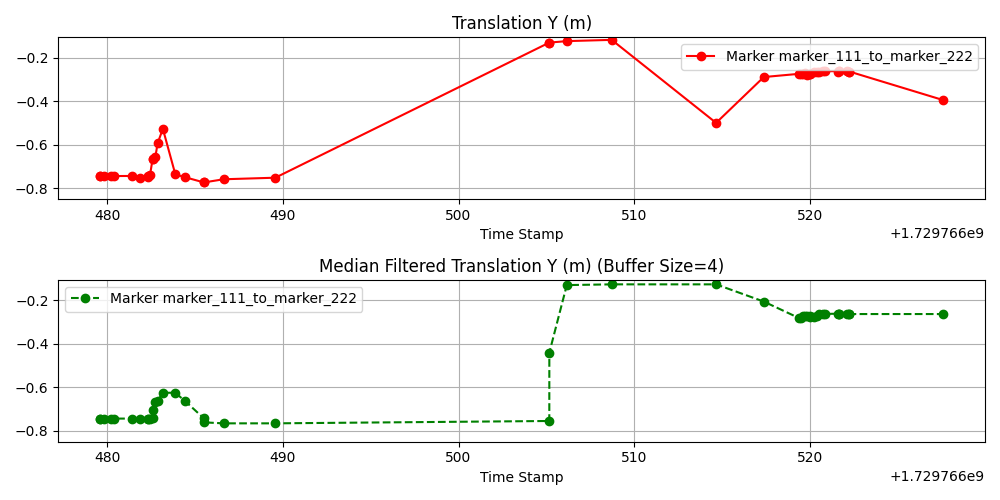 Translation Y (m)
Marker marker_111_to_marker_222
−0.2
−0.4
−0.6
−0.8
480 490 500 510 520
Time Stamp
+1.729766e9
Median Filtered Translation Y (m) (Buffer Size=4)
Marker marker_111_to_marker_222
−0.2
−0.4
−0.6
−0.8
480 490 500 510 520
Time Stamp
+1.729766e9